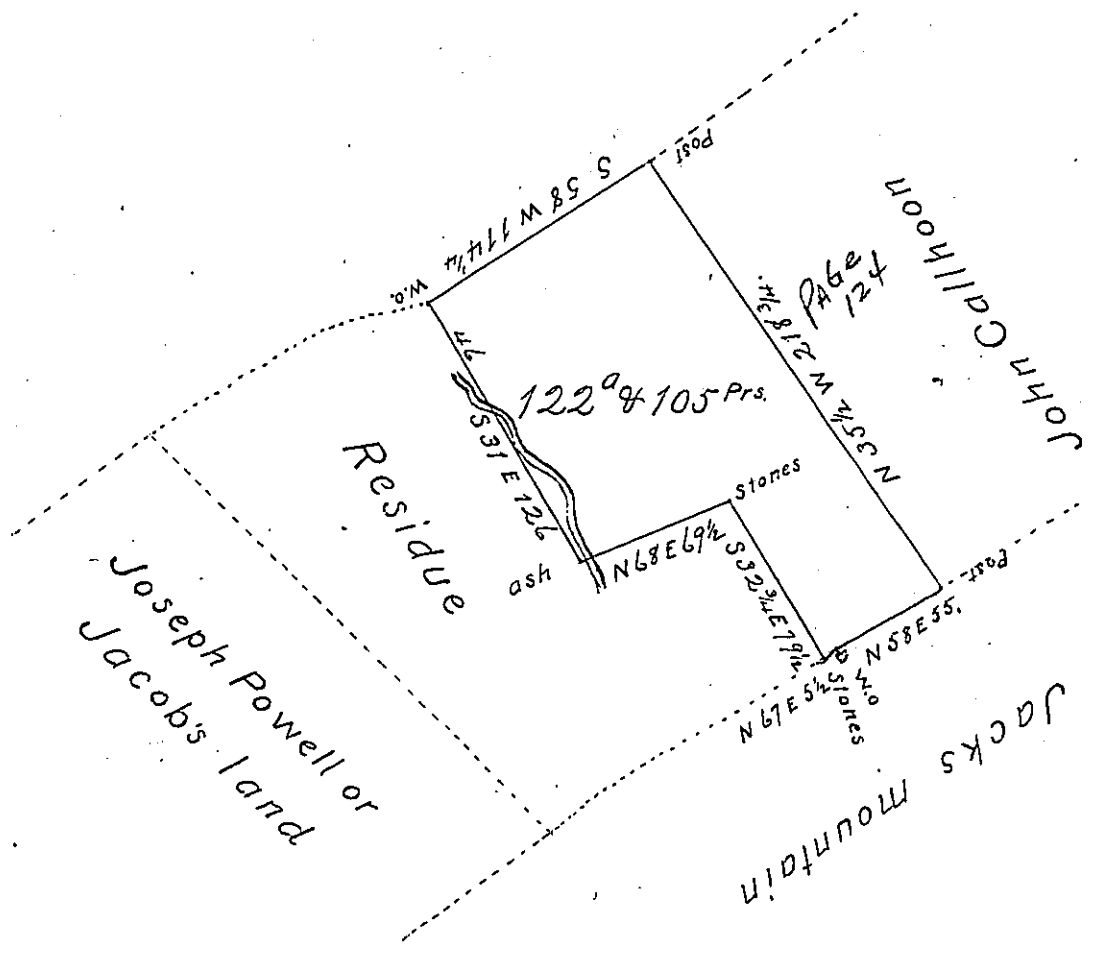 Post
S 58 W 114¼
W.O.
John Callhoon
PAGE
124
N 35½ W 218¾.
46
122ᵃ & 105 Prs.
S 31 E 126
Residue
Stones
ash
N 68 E 69½
S 32¾ E 79½.
Post
N 58 E 55.
W.O
Stones
N 67 E 5½
Joseph Powell or
Jacob's land
Jacks mountain